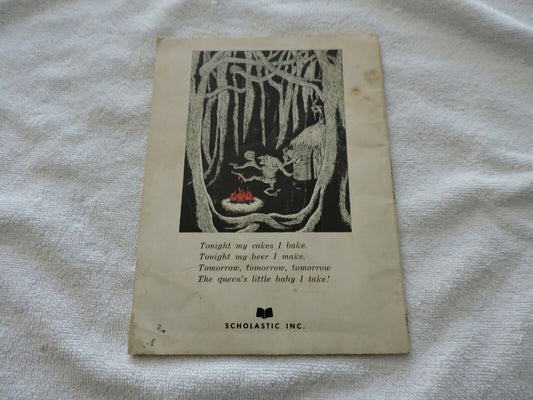 Tonight my cakes I bake,
Tonight my beer I make,
Tomorrow, tomorrow, tomorrow
The queen's little baby I take!
SCHOLASTIC INC.